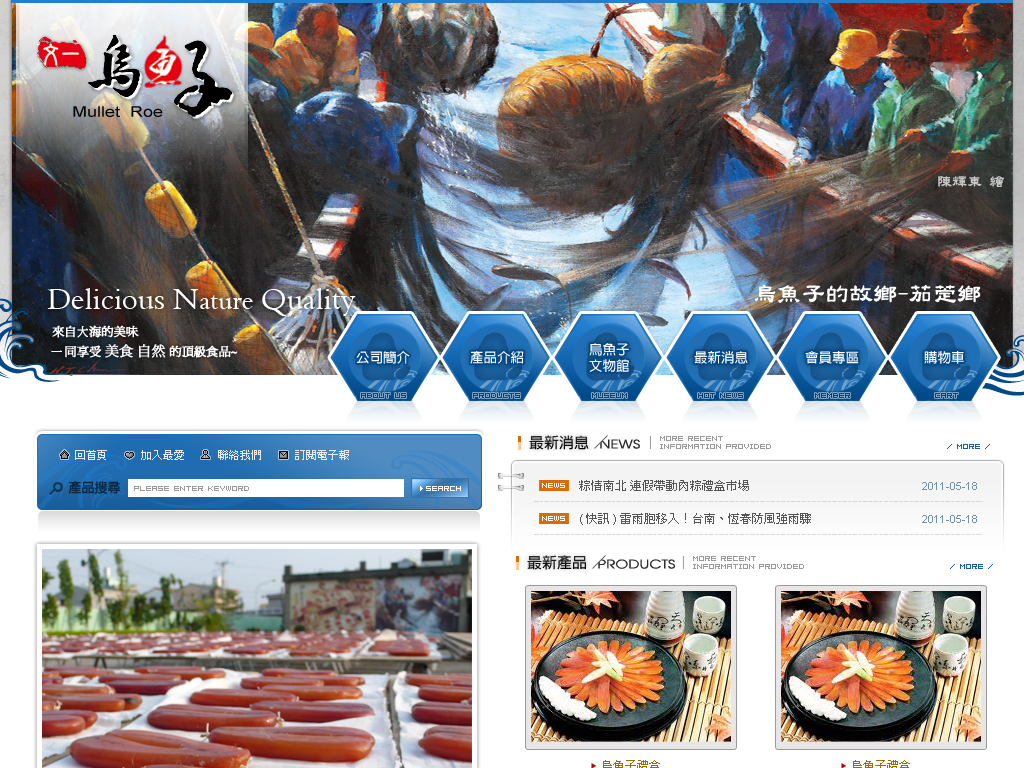 文一
烏魚子
Mullet Roe
陳輝東 繪
Delicious Nature Quality
烏魚子的故鄉-茄萣鄉
來自大海的美味
一同享受 美食 自然 的頂級食品~
公司簡介
ABOUT US
產品介紹
PRODUCTS
烏魚子
文物館
MUSEUM
最新消息
HOT NEWS
會員專區
MEMBER
購物車
CART
回首頁 加入最愛 聯絡我們 訂閱電子報
產品搜尋 PLEASE ENTER KEYWORD SEARCH
最新消息 NEWS MORE RECENT
INFORMATION PROVIDED
MORE
NEWS 粽情南北 連假帶動肉粽禮盒市場 2011-05-18
NEWS (快訊) 雷雨胞移入！台南、恆春防風強雨驟 2011-05-18
最新產品 PRODUCTS MORE RECENT
INFORMATION PROVIDED
MORE
烏魚子禮盒 烏魚子禮盒